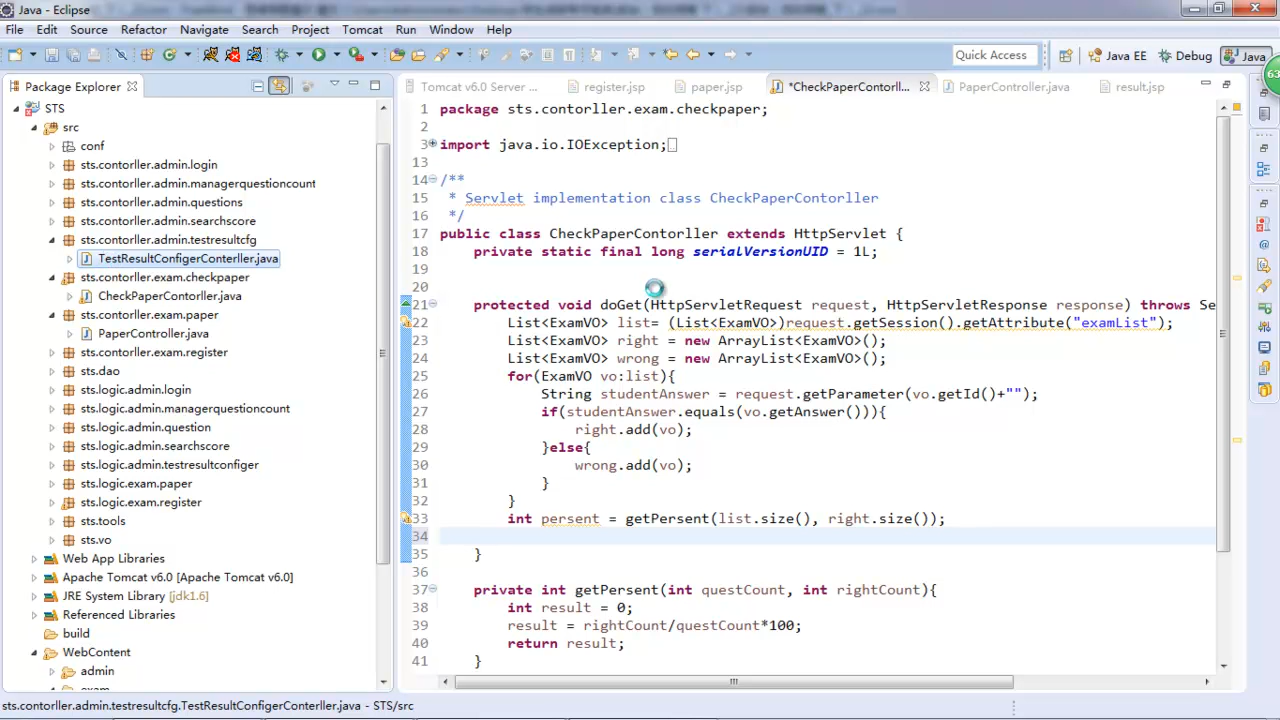 Java - Eclipse
File Edit Source Refactor Navigate Search Project Tomcat Run Window Help
Quick Access
Java EE
Debug
Java
63
Package Explorer
Tomcat v6.0 Server ...
register.jsp
paper.jsp
*CheckPaperContorll...
PaperController.java
result.jsp
STS
src
conf
sts.contorller.admin.login
sts.contorller.admin.managerquestioncount
sts.contorller.admin.questions
sts.contorller.admin.searchscore
sts.contorller.admin.testresultcfg
TestResultConfigerConterller.java
sts.contorller.exam.checkpaper
CheckPaperContorller.java
sts.contorller.exam.paper
PaperController.java
sts.contorller.exam.register
sts.dao
sts.logic.admin.login
sts.logic.admin.managerquestioncount
sts.logic.admin.question
sts.logic.admin.searchscore
sts.logic.admin.testresultconfiger
sts.logic.exam.paper
sts.logic.exam.register
sts.tools
sts.vo
Web App Libraries
Apache Tomcat v6.0 [Apache Tomcat v6.0]
JRE System Library [jdk1.6]
Referenced Libraries
build
WebContent
admin
exam
1 package sts.contorller.exam.checkpaper;
2
3 import java.io.IOException;
13
14 /**
15 * Servlet implementation class CheckPaperContorller
16 */
17 public class CheckPaperContorller extends HttpServlet {
18 private static final long serialVersionUID = 1L;
19
20
21 protected void doGet(HttpServletRequest request, HttpServletResponse response) throws Se
22 List<ExamVO> list= (List<ExamVO>)request.getSession().getAttribute("examList");
23 List<ExamVO> right = new ArrayList<ExamVO>();
24 List<ExamVO> wrong = new ArrayList<ExamVO>();
25 for(ExamVO vo:list){
26 String studentAnswer = request.getParameter(vo.getId()+"");
27 if(studentAnswer.equals(vo.getAnswer())){
28 right.add(vo);
29 }else{
30 wrong.add(vo);
31 }
32 }
33 int persent = getPersent(list.size(), right.size());
34
35 }
36
37 private int getPersent(int questCount, int rightCount){
38 int result = 0;
39 result = rightCount/questCount*100;
40 return result;
41 }
sts.contorller.admin.testresultcfg.TestResultConfigerConterller.java - STS/src